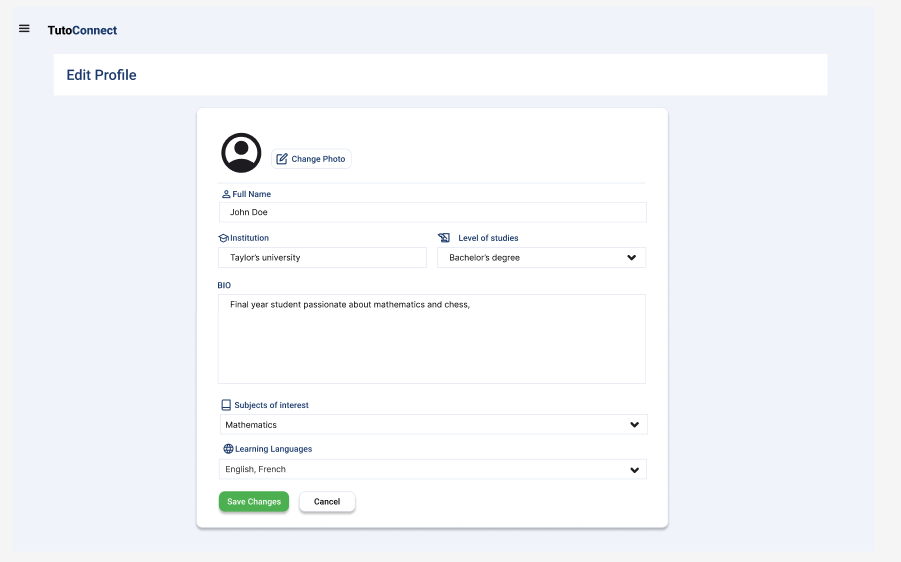 TutoConnect
Edit Profile
Change Photo
Full Name
John Doe
Institution
Level of studies
Taylor's university
Bachelor's degree
BIO
Final year student passionate about mathematics and chess,
Subjects of interest
Mathematics
Learning Languages
English, French
Save Changes
Cancel